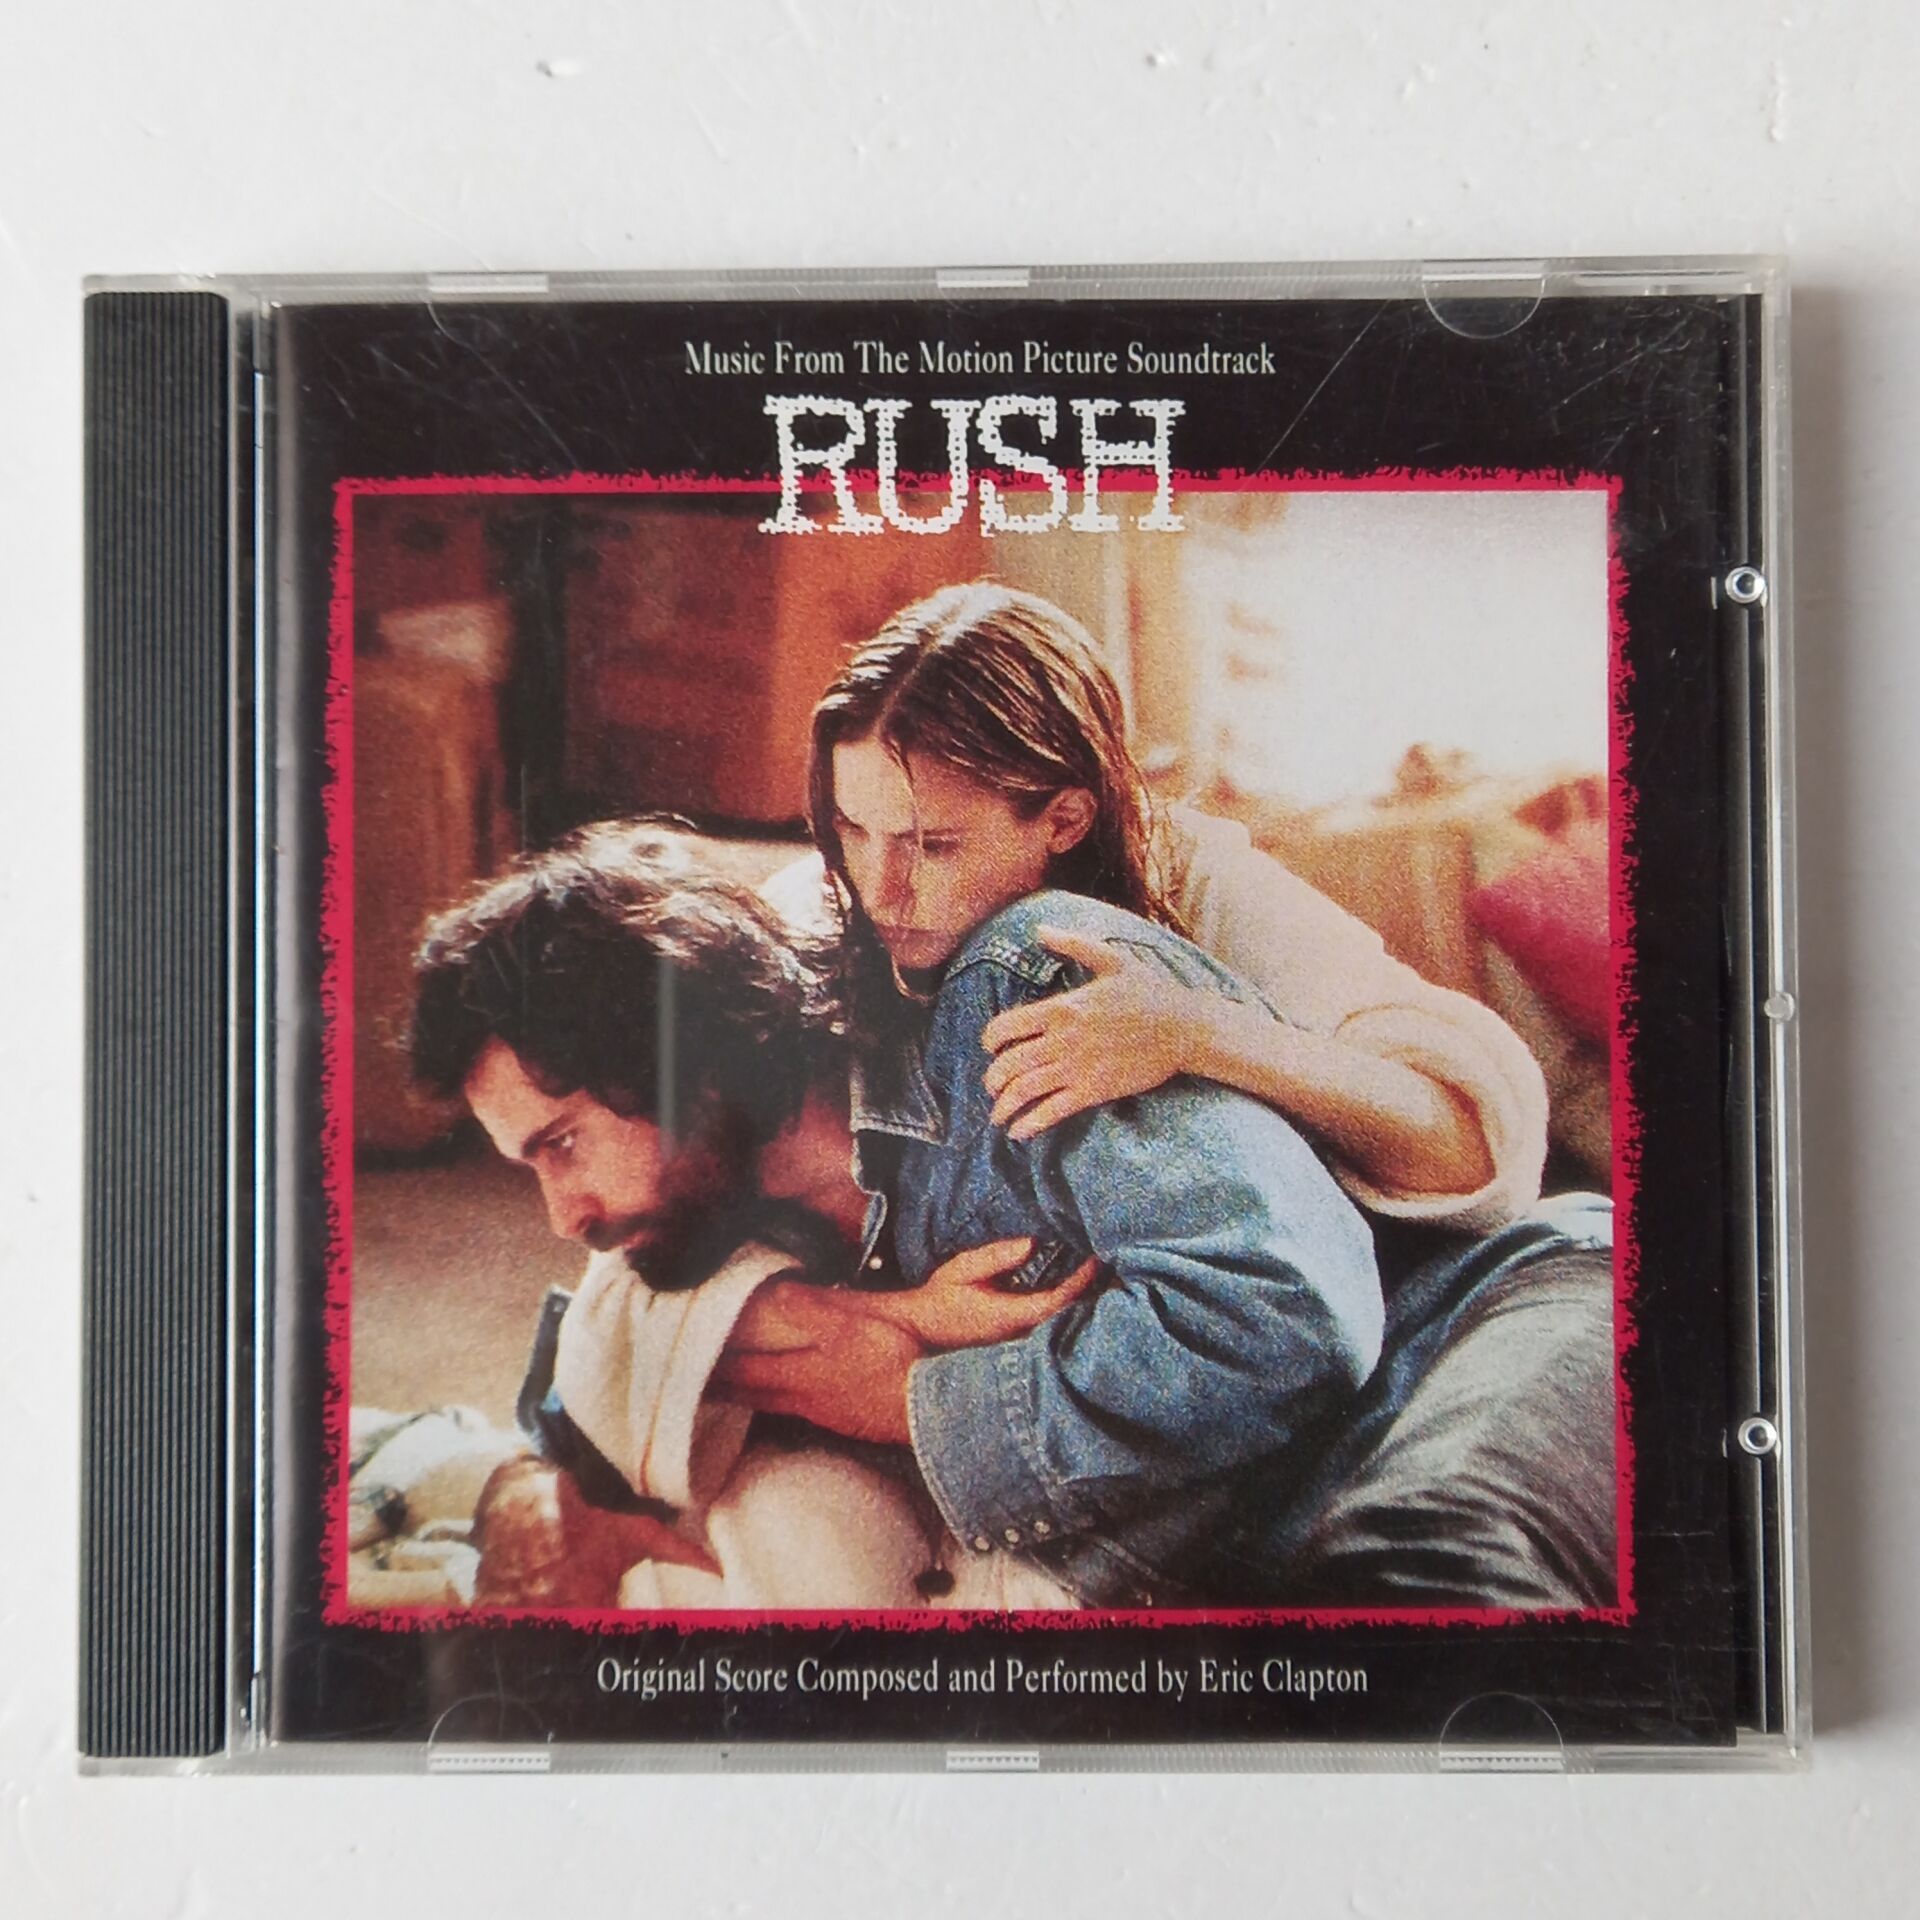 Music From The Motion Picture Soundtrack
RUSH
Original Score Composed and Performed by Eric Clapton